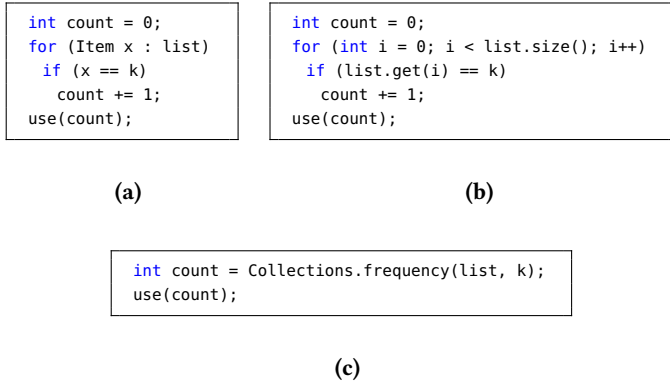 int count = 0;
for (Item x : list)
if (x == k)
count += 1;
use(count);
(a)
int count = 0;
for (int i = 0; i < list.size(); i++)
if (list.get(i) == k)
count += 1;
use(count);
(b)
int count = Collections.frequency(list, k);
use(count);
(c)